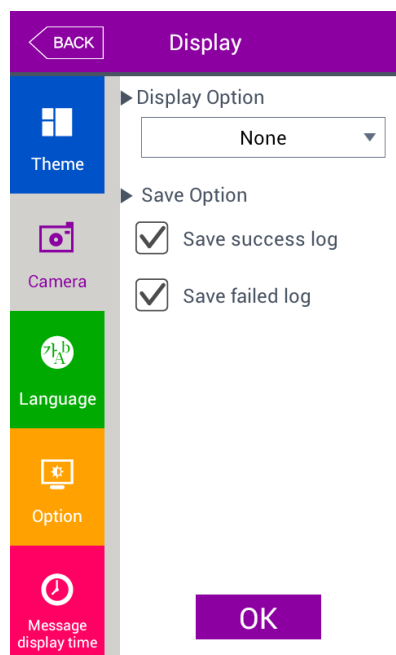 BACK
Display
Theme
Camera
가 b
A
Language
Option
Message
display time
Display Option
None
Save Option
Save success log
Save failed log
OK